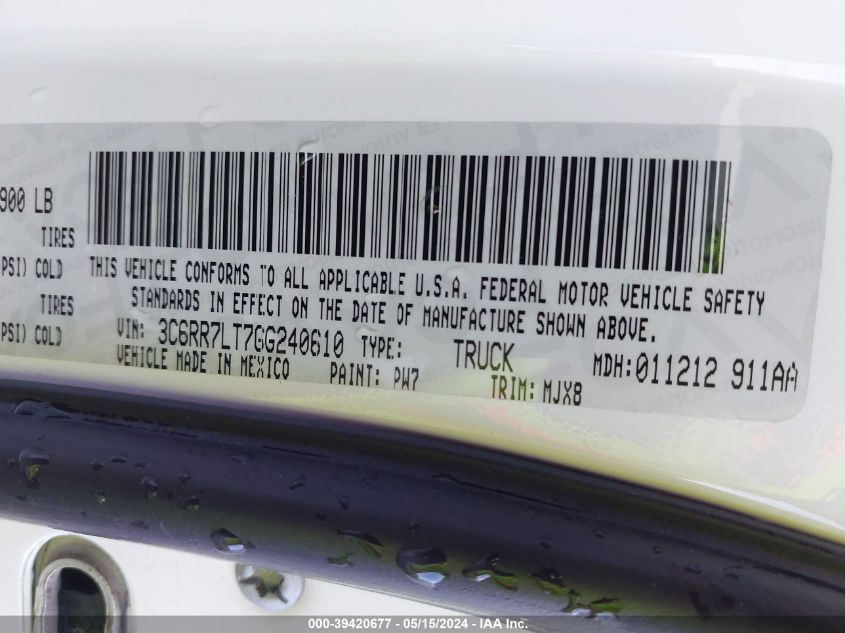 900 LB
TIRES
PSI) COLD
TIRES
PSI) COLD
THIS VEHICLE CONFORMS TO ALL APPLICABLE U.S.A. FEDERAL MOTOR VEHICLE SAFETY
STANDARDS IN EFFECT ON THE DATE OF MANUFACTURE SHOWN ABOVE.
VIN: 3C6RR7LT7GG240610 TYPE: TRUCK MDH:011212 911AA
VEHICLE MADE IN MEXICO PAINT: PW7 TRIM: MJX8
000-39420677 - 05/15/2024 - IAA Inc.